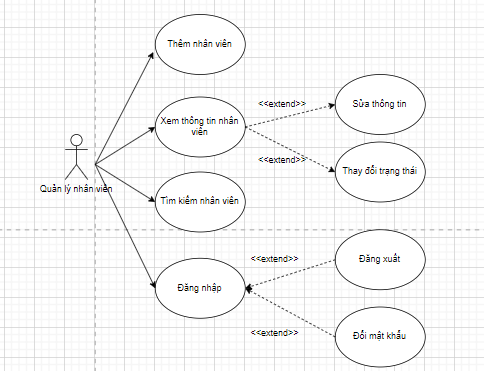 Thêm nhân viên
<<extend>>
Sửa thông tin
Xem thông tin nhân
viên
<<extend>>
Thay đổi trạng thái
Quản lý nhân viên
Tìm kiếm nhân viên
<<extend>>
Đăng xuất
Đăng nhập
<<extend>>
Đổi mật khẩu